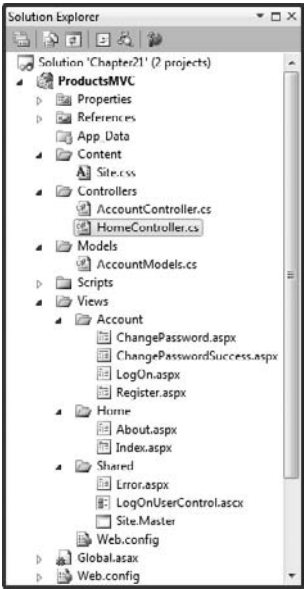 Solution Explorer
Solution 'Chapter21' (2 projects)
ProductsMVC
Properties
References
App_Data
Content
Site.css
Controllers
AccountController.cs
HomeController.cs
Models
AccountModels.cs
Scripts
Views
Account
ChangePassword.aspx
ChangePasswordSuccess.aspx
LogOn.aspx
Register.aspx
Home
About.aspx
Index.aspx
Shared
Error.aspx
LogOnUserControl.ascx
Site.Master
Web.config
Global.asax
Web.config